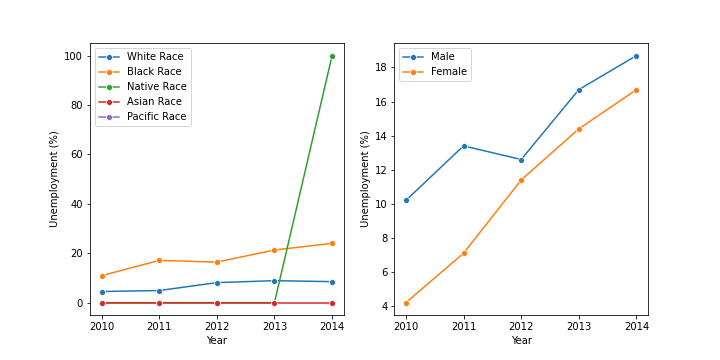 100
80
60
40
20
0
Unemployment (%)
White Race
Black Race
Native Race
Asian Race
Pacific Race
2010 2011 2012 2013 2014
Year
18
16
14
12
10
8
6
4
Unemployment (%)
Male
Female
2010 2011 2012 2013 2014
Year